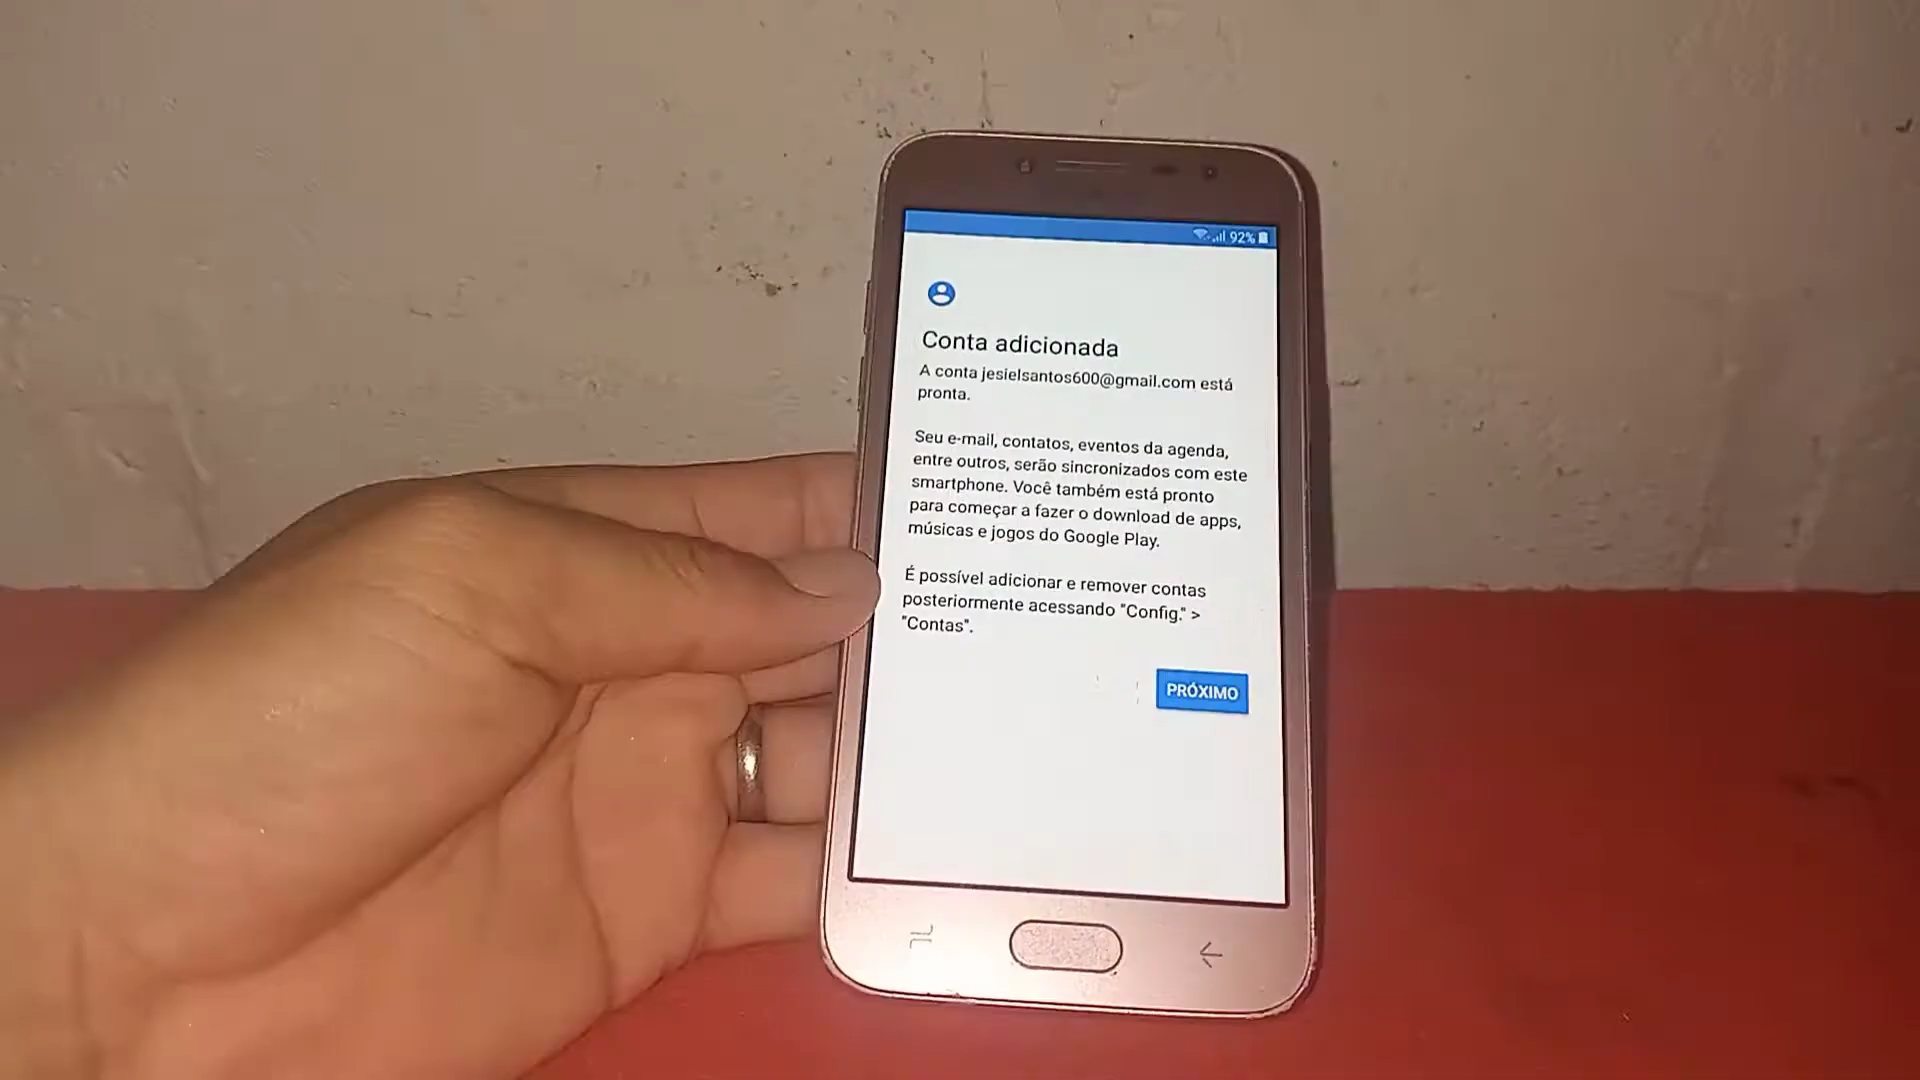 92%
Conta adicionada
A conta jesielsantos600@gmail.com está
pronta.
Seu e-mail, contatos, eventos da agenda,
entre outros, serão sincronizados com este
smartphone. Você também está pronto
para começar a fazer o download de apps,
músicas e jogos do Google Play.
É possível adicionar e remover contas
posteriormente acessando "Config." >
"Contas".
PRÓXIMO